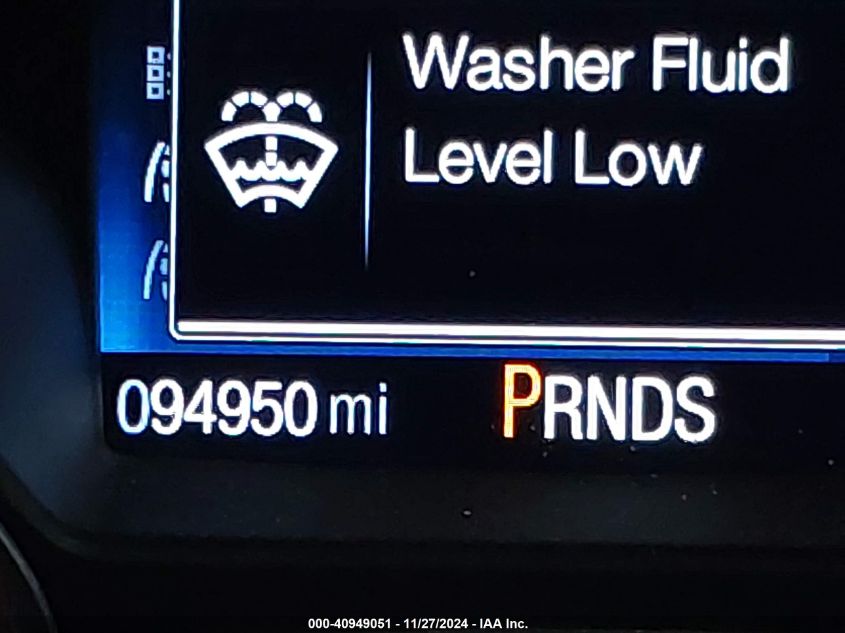 Washer Fluid
Level Low
094950 mi
PRNDS
000-40949051 - 11/27/2024 - IAA Inc.